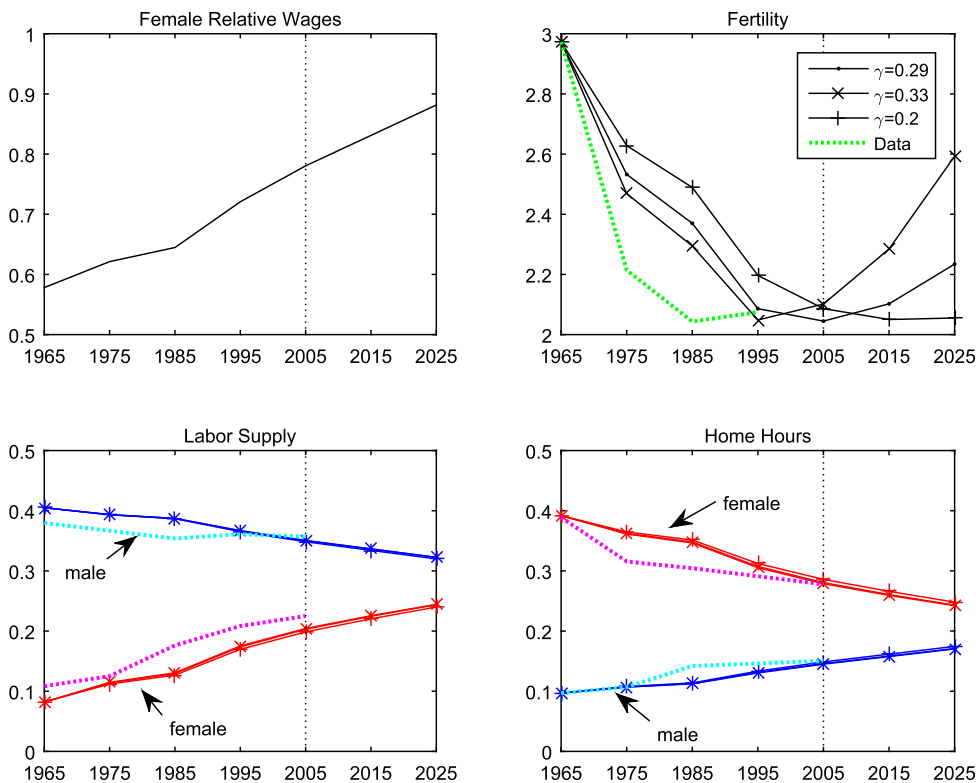 Female Relative Wages
1
0.9
0.8
0.7
0.6
0.5
1965 1975 1985 1995 2005 2015 2025
Fertility
3
2.8
2.6
2.4
2.2
2
γ=0.29
γ=0.33
γ=0.2
Data
1965 1975 1985 1995 2005 2015 2025
Labor Supply
0.5
0.4
0.3
0.2
0.1
0
male
female
1965 1975 1985 1995 2005 2015 2025
Home Hours
0.5
0.4
0.3
0.2
0.1
0
female
male
1965 1975 1985 1995 2005 2015 2025